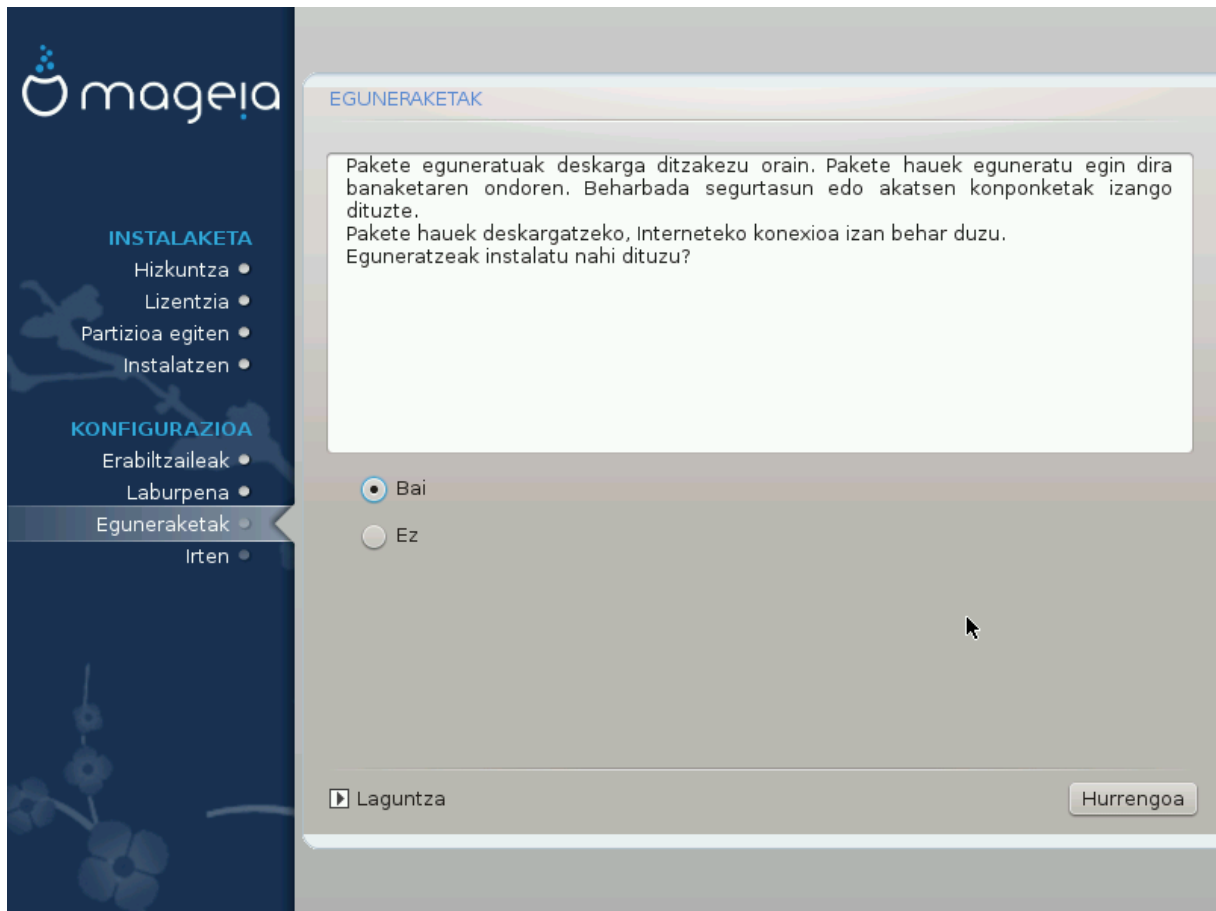 mageia
INSTALAKETA
Hizkuntza
Lizentzia
Partizioa egiten
Instalatzen
KONFIGURAZIOA
Erabiltzaileak
Laburpena
Eguneraketak
Irten
EGUNERAKETAK
Pakete eguneratuak deskarga ditzakezu orain. Pakete hauek eguneratu egin dira
banaketaren ondoren. Beharbada segurtasun edo akatsen konponketak izango
dituzte.
Pakete hauek deskargatzeko, Interneteko konexioa izan behar duzu.
Eguneratzeak instalatu nahi dituzu?
Bai
Ez
Laguntza
Hurrengoa